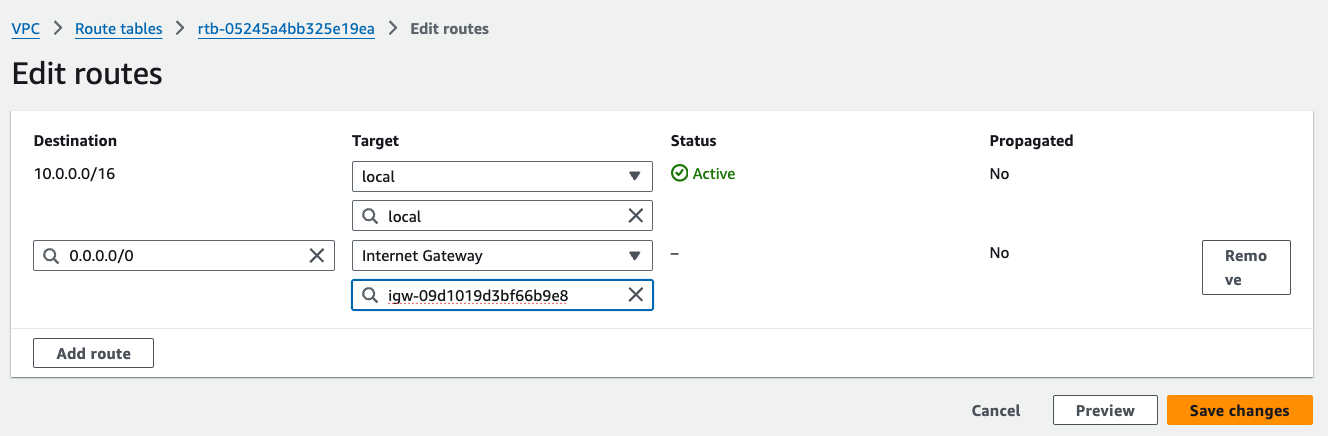 VPC > Route tables > rtb-05245a4bb325e19ea > Edit routes
Edit routes
Destination Target Status Propagated
10.0.0.0/16 local Active No
local
0.0.0.0/0 Internet Gateway – No Remo
ve
igw-09d1019d3bf66b9e8
Add route
Cancel Preview Save changes